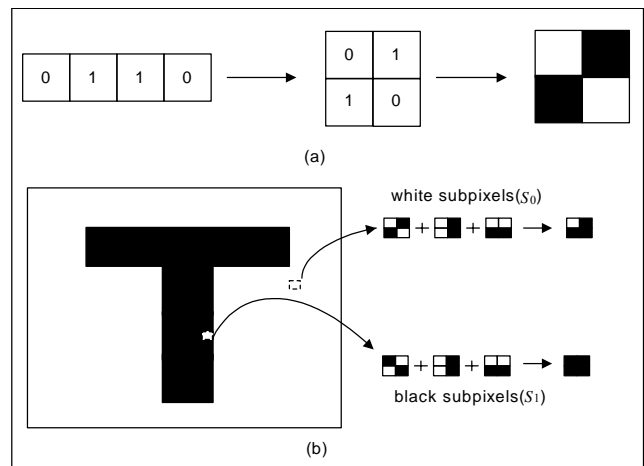 0 1 1 0
0 1
1 0
(a)
white subpixels(S0)
+ +
+ +
black subpixels(S1)
(b)